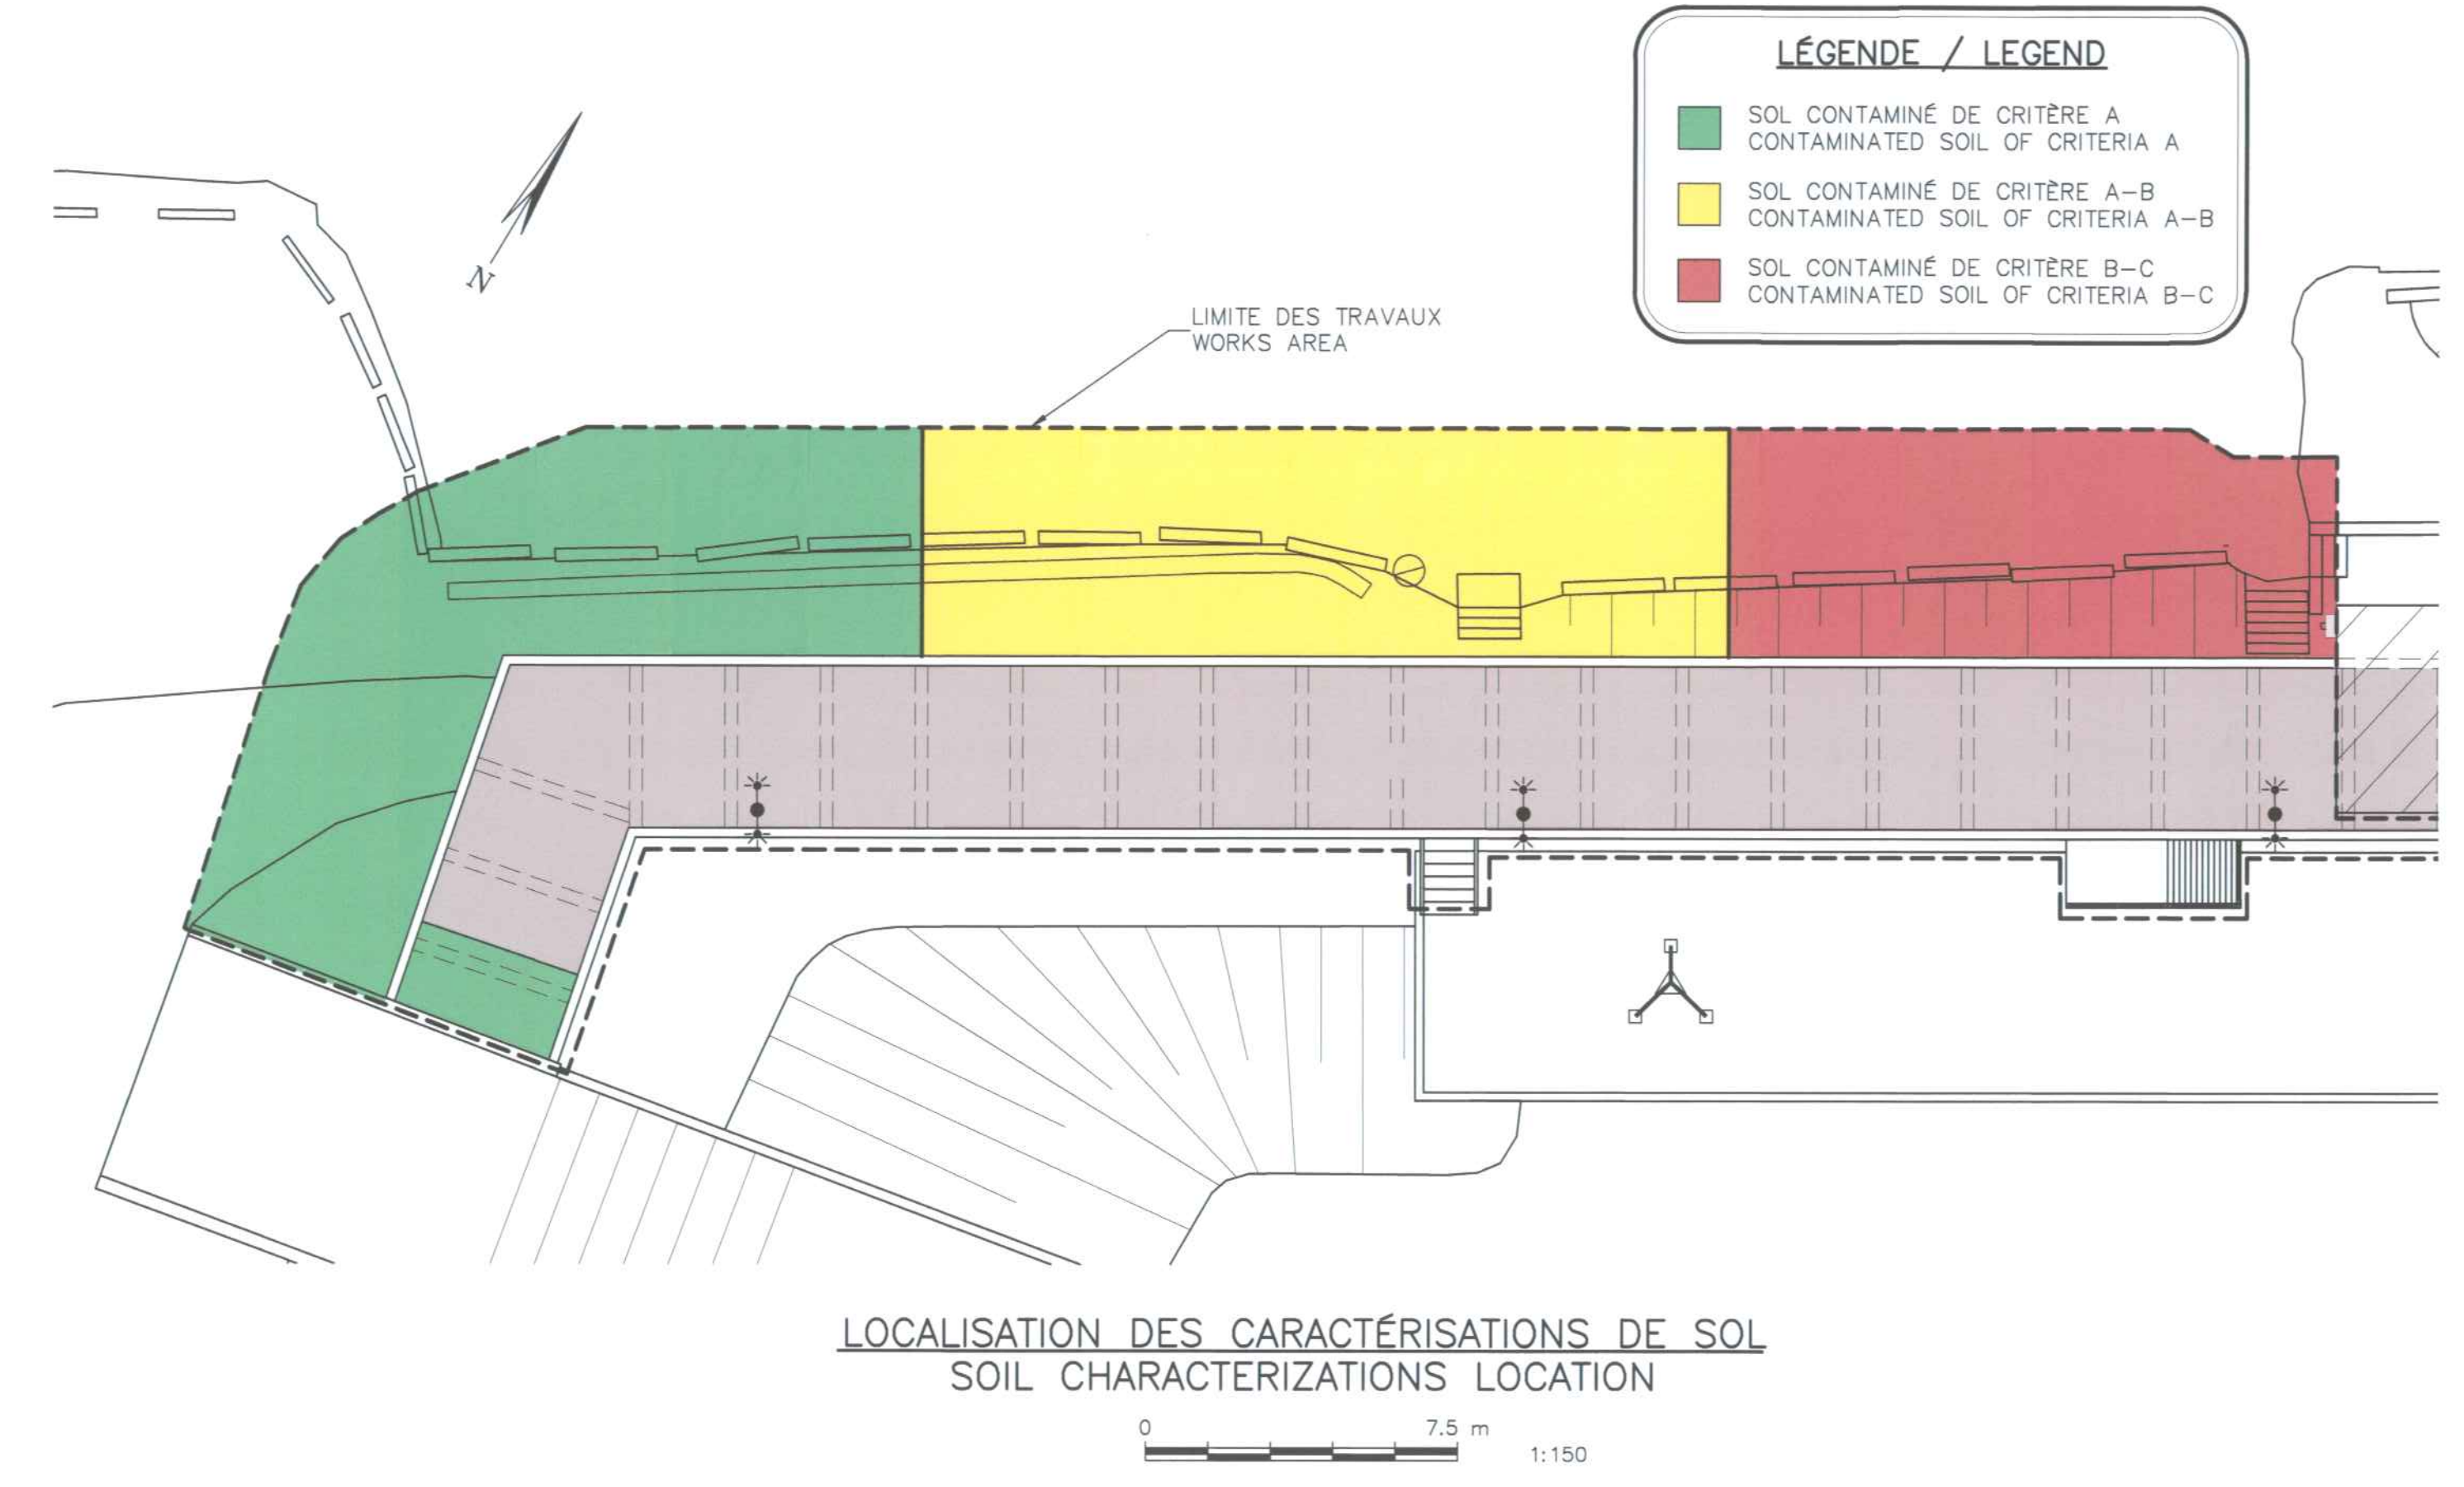 LÉGENDE / LEGEND
SOL CONTAMINÉ DE CRITÈRE A
CONTAMINATED SOIL OF CRITERIA A
SOL CONTAMINÉ DE CRITÈRE A-B
CONTAMINATED SOIL OF CRITERIA A-B
SOL CONTAMINÉ DE CRITÈRE B-C
CONTAMINATED SOIL OF CRITERIA B-C
N
LIMITE DES TRAVAUX
WORKS AREA
LOCALISATION DES CARACTÉRISATIONS DE SOL
SOIL CHARACTERIZATIONS LOCATION
0 7.5 m
1:150